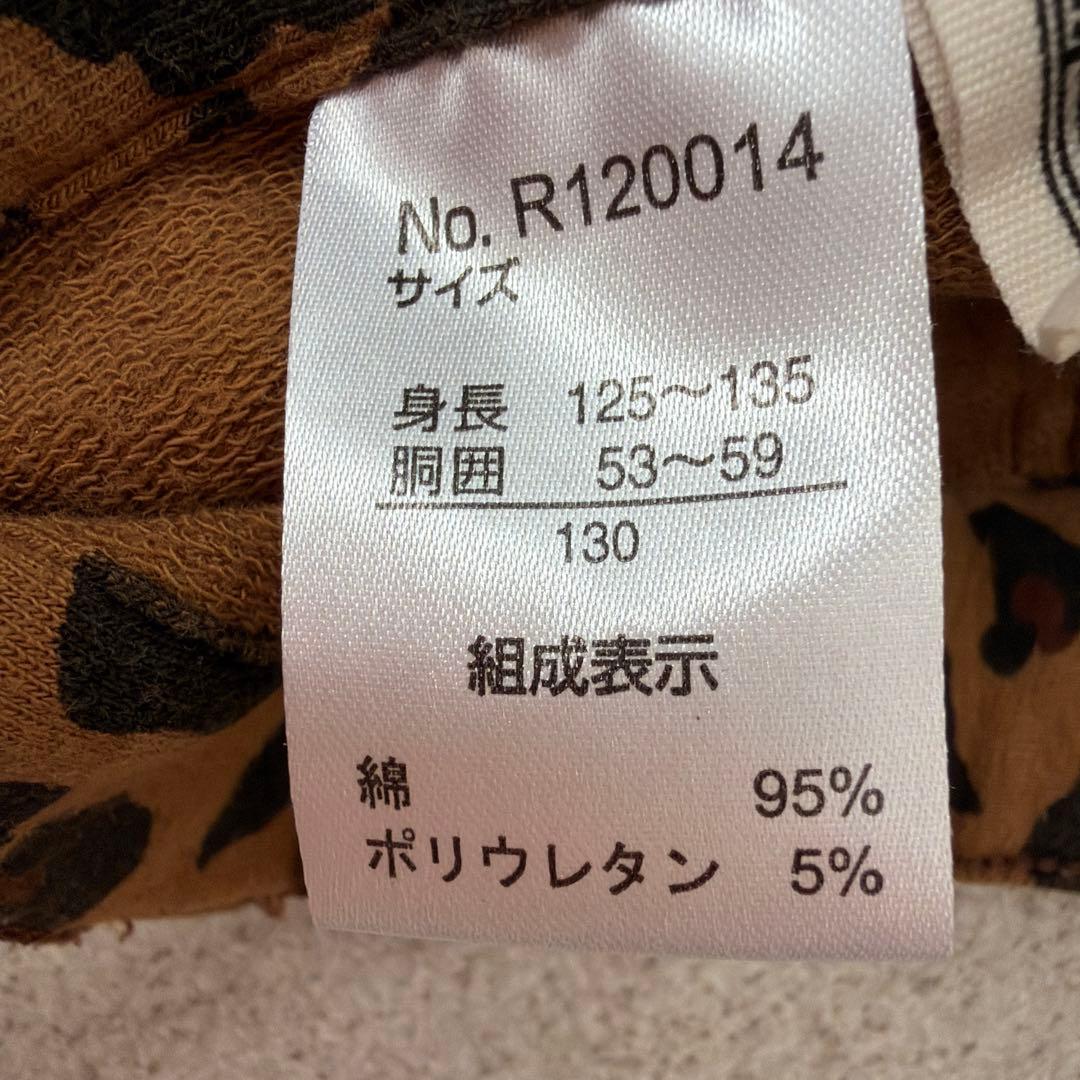 No. R120014
サイズ
身長 125～135
胴囲 53～59
130
組成表示
綿 95%
ポリウレタン 5%